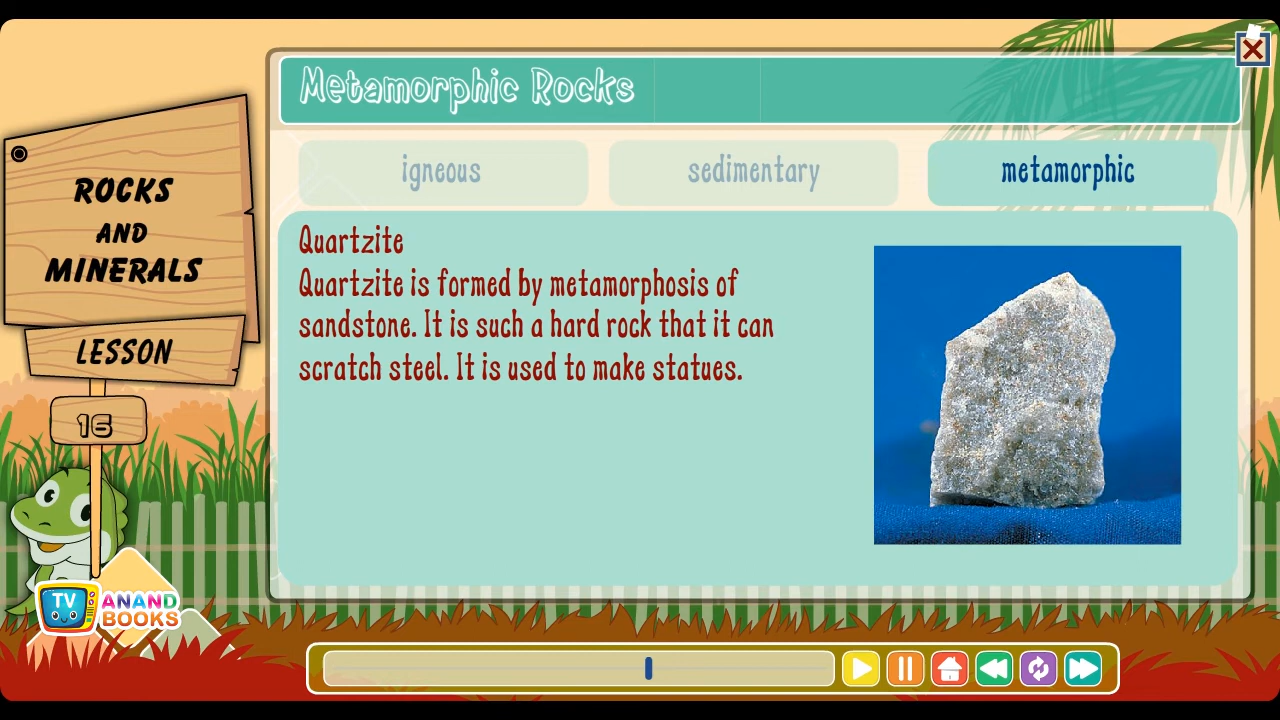 Metamorphic Rocks
igneous
sedimentary
metamorphic
ROCKS
AND
MINERALS
LESSON
16
Quartzite
Quartzite is formed by metamorphosis of
sandstone. It is such a hard rock that it can
scratch steel. It is used to make statues.
TV
ANAND
BOOKS